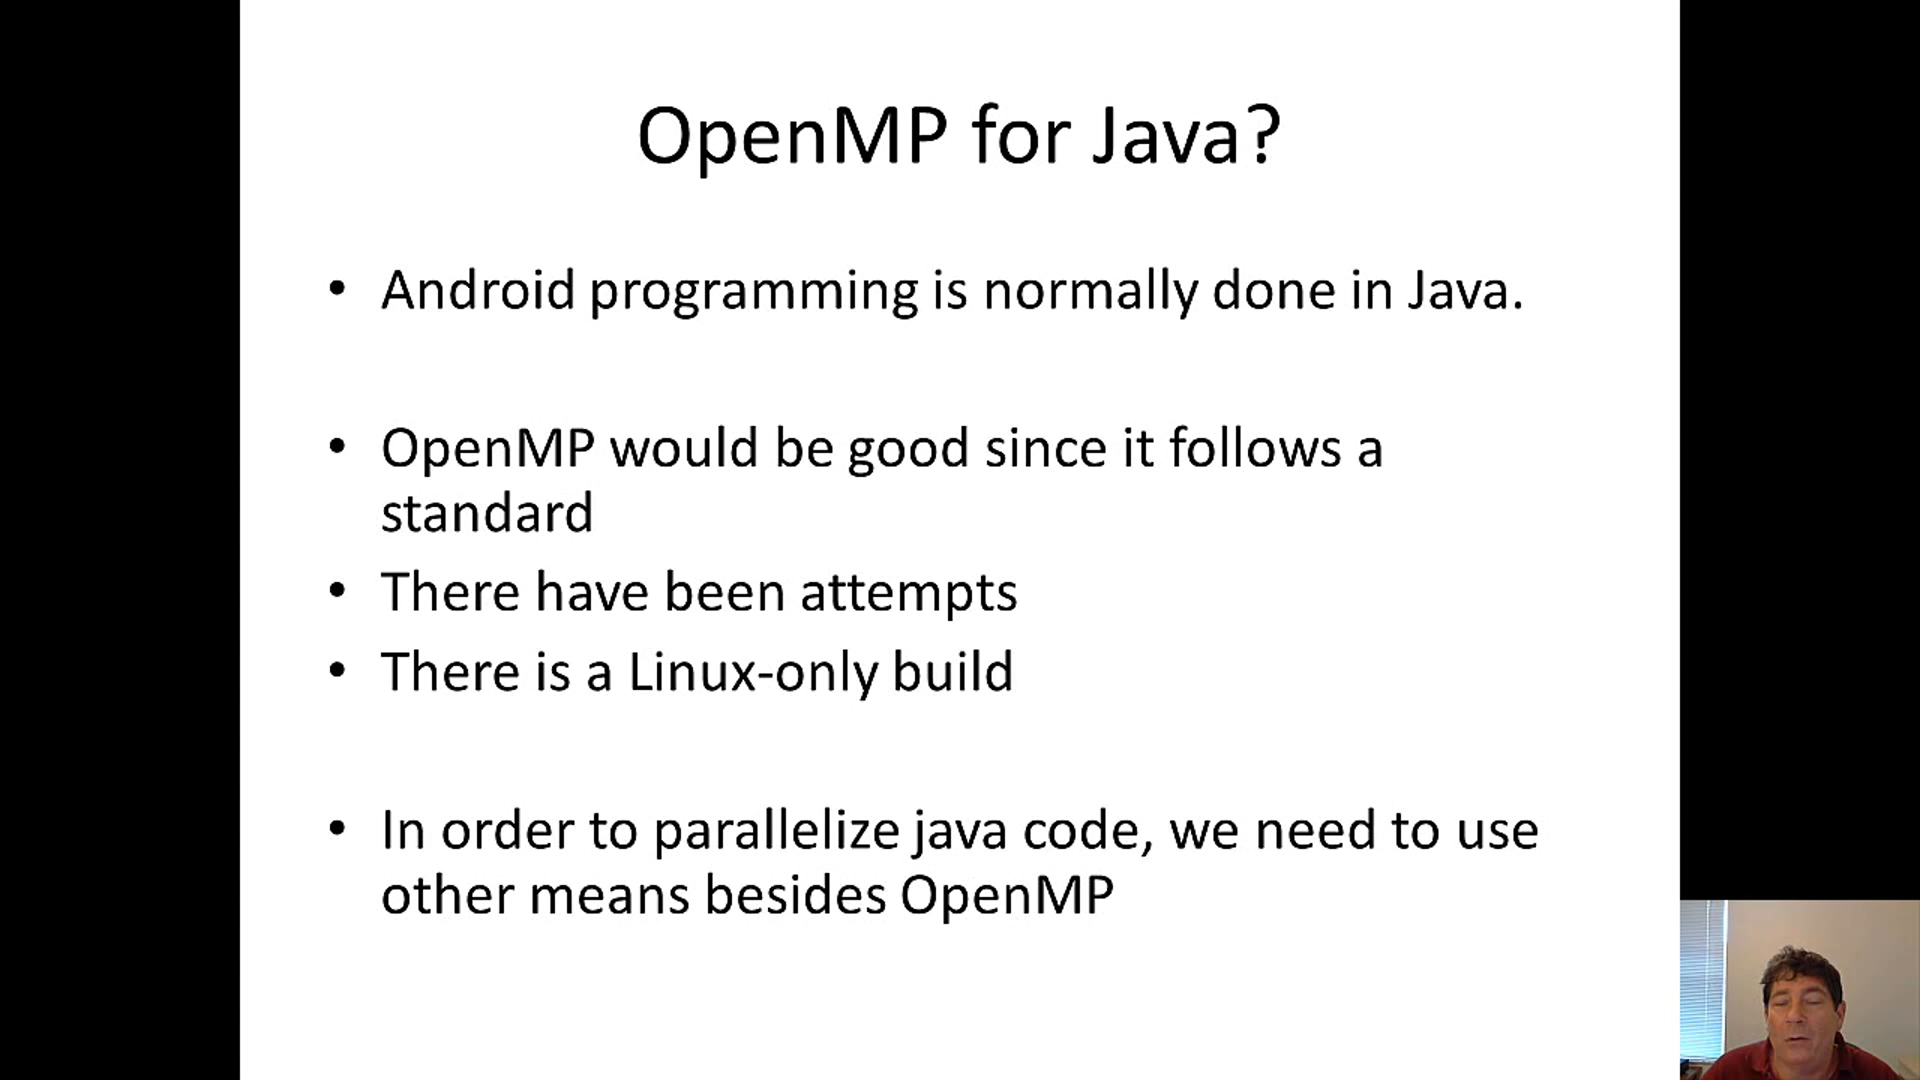 OpenMP for Java?
• Android programming is normally done in Java.
• OpenMP would be good since it follows a
standard
• There have been attempts
• There is a Linux-only build
• In order to parallelize java code, we need to use
other means besides OpenMP